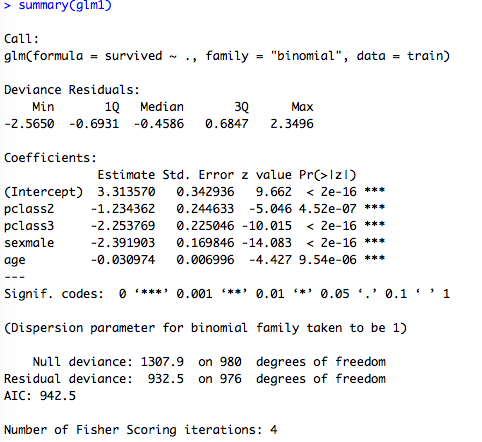 > summary(glm1)
Call:
glm(formula = survived ~ ., family = "binomial", data = train)
Deviance Residuals:
    Min       1Q   Median       3Q      Max
-2.5650  -0.6931  -0.4586   0.6847   2.3496
Coefficients:
             Estimate Std. Error z value Pr(>|z|)
(Intercept)  3.313570   0.342936   9.662  < 2e-16 ***
pclass2     -1.234362   0.244633  -5.046 4.52e-07 ***
pclass3     -2.253769   0.225046 -10.015  < 2e-16 ***
sexmale     -2.391903   0.169846 -14.083  < 2e-16 ***
age         -0.030974   0.006996  -4.427 9.54e-06 ***
---
Signif. codes:  0 ‘***’ 0.001 ‘**’ 0.01 ‘*’ 0.05 ‘.’ 0.1 ‘ ’ 1
(Dispersion parameter for binomial family taken to be 1)
    Null deviance: 1307.9  on 980  degrees of freedom
Residual deviance:  932.5  on 976  degrees of freedom
AIC: 942.5
Number of Fisher Scoring iterations: 4